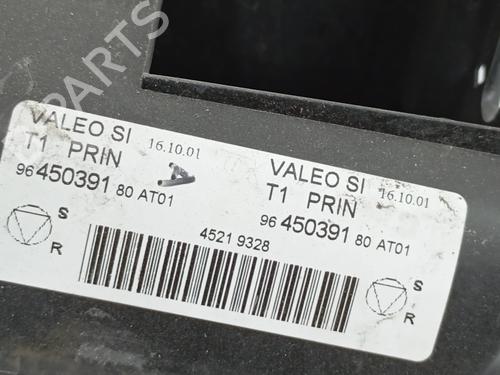 B-PARTS
VALEO SI 16.10.01
T1 PRIN
96 450391 80 AT01
S
R
VALEO SI 16.10.01
T1 PRIN
96 450391 80 AT01
S
R
4521 9328